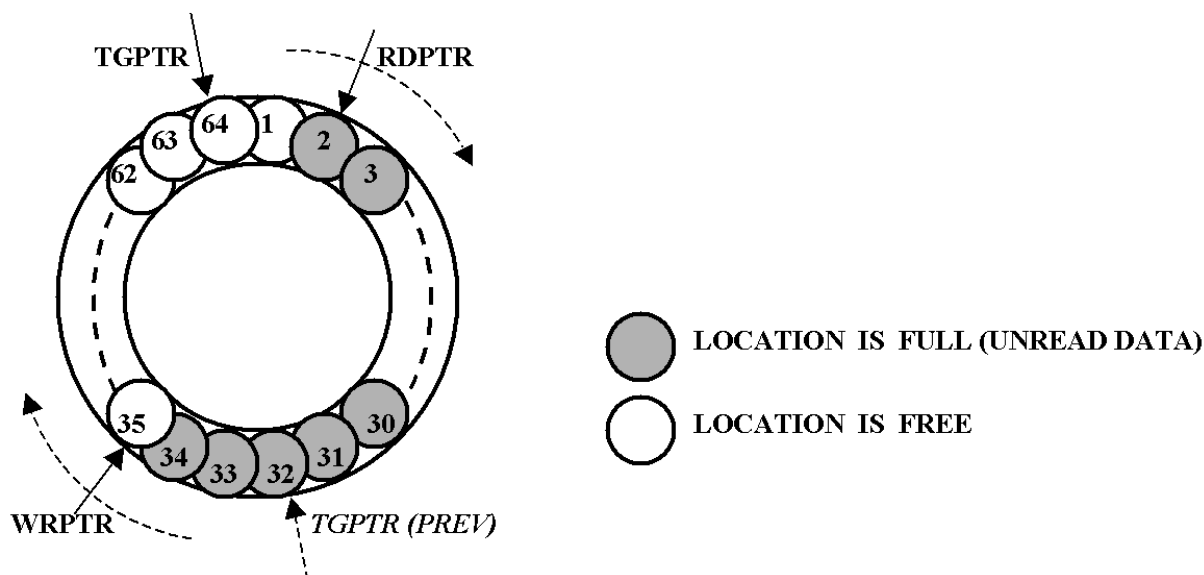 TGPTR
RDPTR
64
1
63
2
62
3
LOCATION IS FULL (UNREAD DATA)
LOCATION IS FREE
35
30
34
31
33
32
WRPTR
TGPTR (PREV)